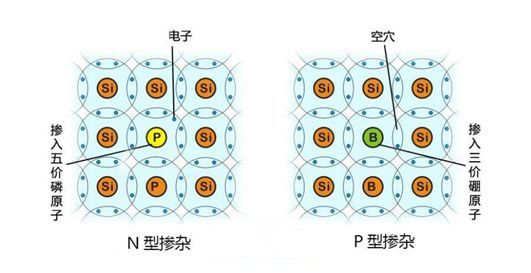 电子
空穴
Si Si Si
Si Si Si
Si P Si
Si B Si
Si P Si
Si B Si
掺入五价磷原子
掺入三价硼原子
N 型掺杂
P 型掺杂